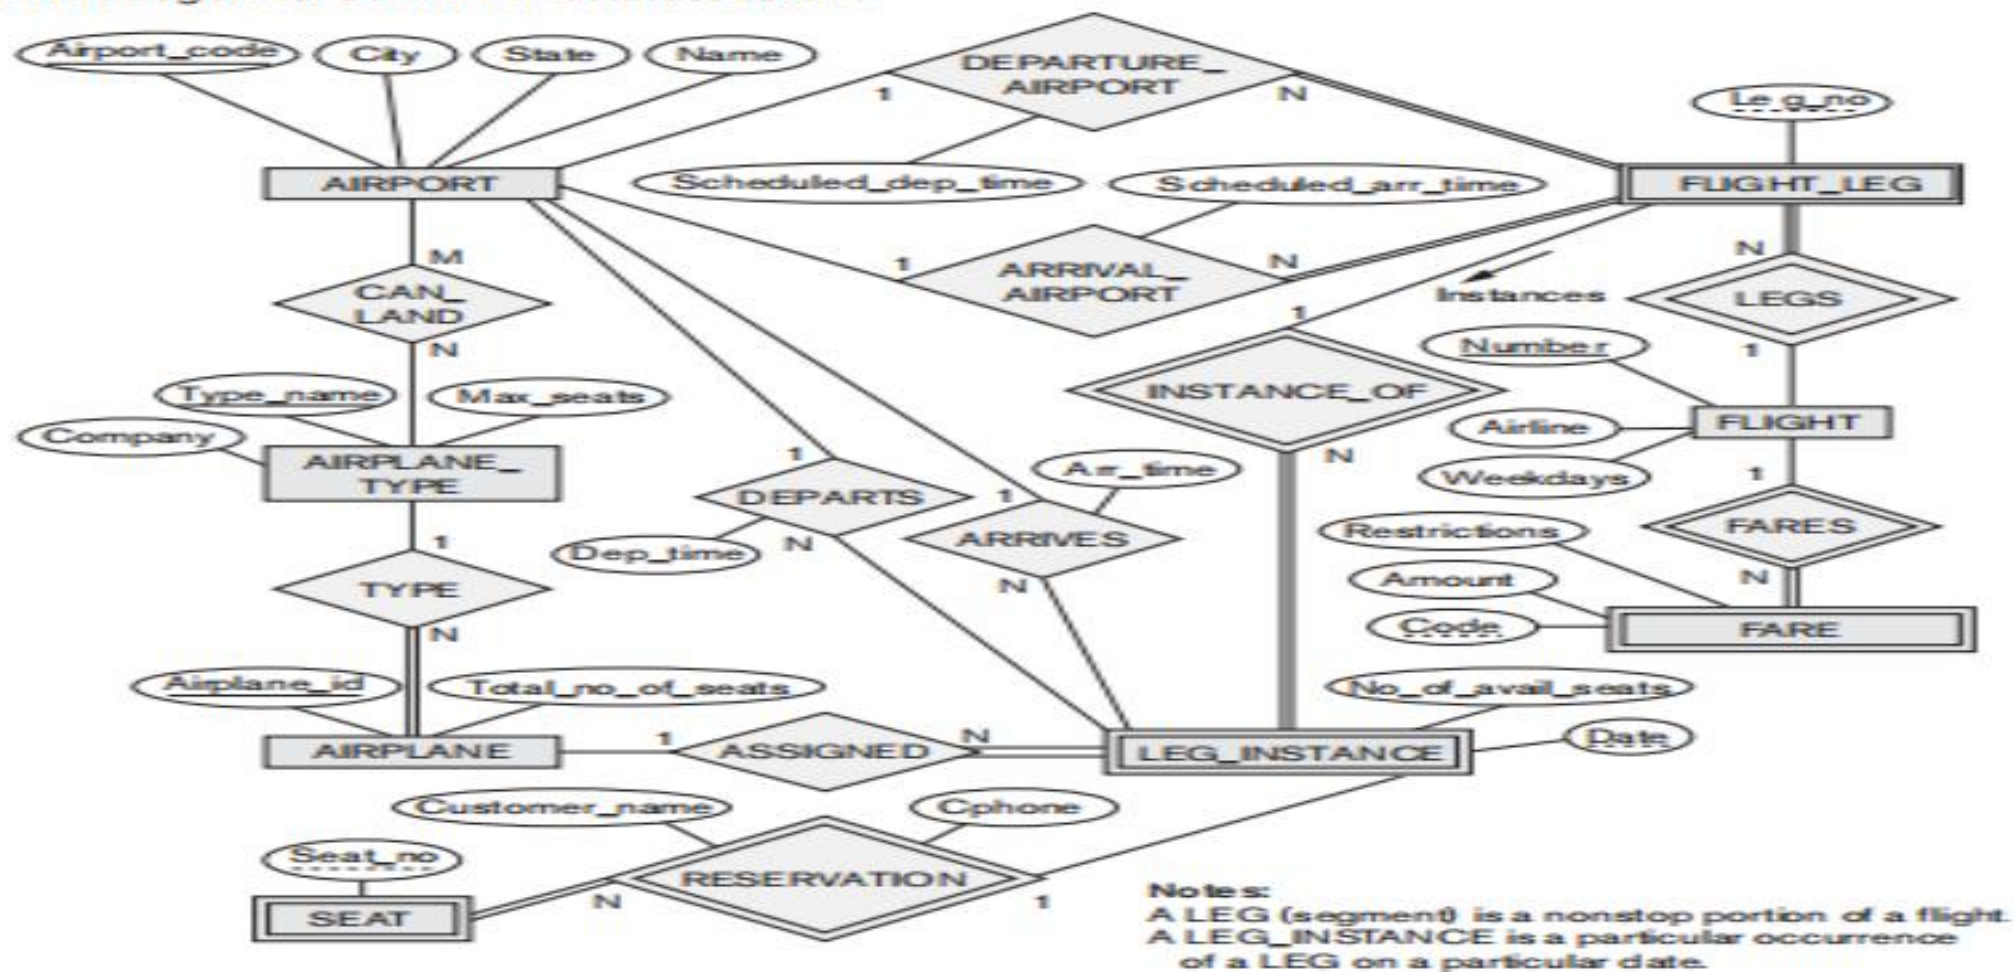 Airport_code
City
State
Name
DEPARTURE_
AIRPORT
1
N
Leg_no
AIRPORT
Scheduled_dep_time
Scheduled_arr_time
FLIGHT_LEG
M
CAN_
LAND
N
1
ARRIVAL_
AIRPORT
N
Instances
N
LEGS
1
1
INSTANCE_OF
N
Number
Airline
FLIGHT
Weekdays
Type_name
Max_seats
Company
AIRPLANE_
TYPE
1
DEPARTS
N
Dep_time
Arr_time
1
ARRIVES
N
1
FARES
N
Restrictions
Amount
Code
FARE
1
TYPE
N
Airplane_id
Total_no_of_seats
No_of_avail_seats
Date
AIRPLANE
1
ASSIGNED
N
LEG_INSTANCE
Customer_name
Cphone
Seat_no
SEAT
N
RESERVATION
1
Notes:
A LEG (segment) is a nonstop portion of a flight.
A LEG_INSTANCE is a particular occurrence
of a LEG on a particular date.